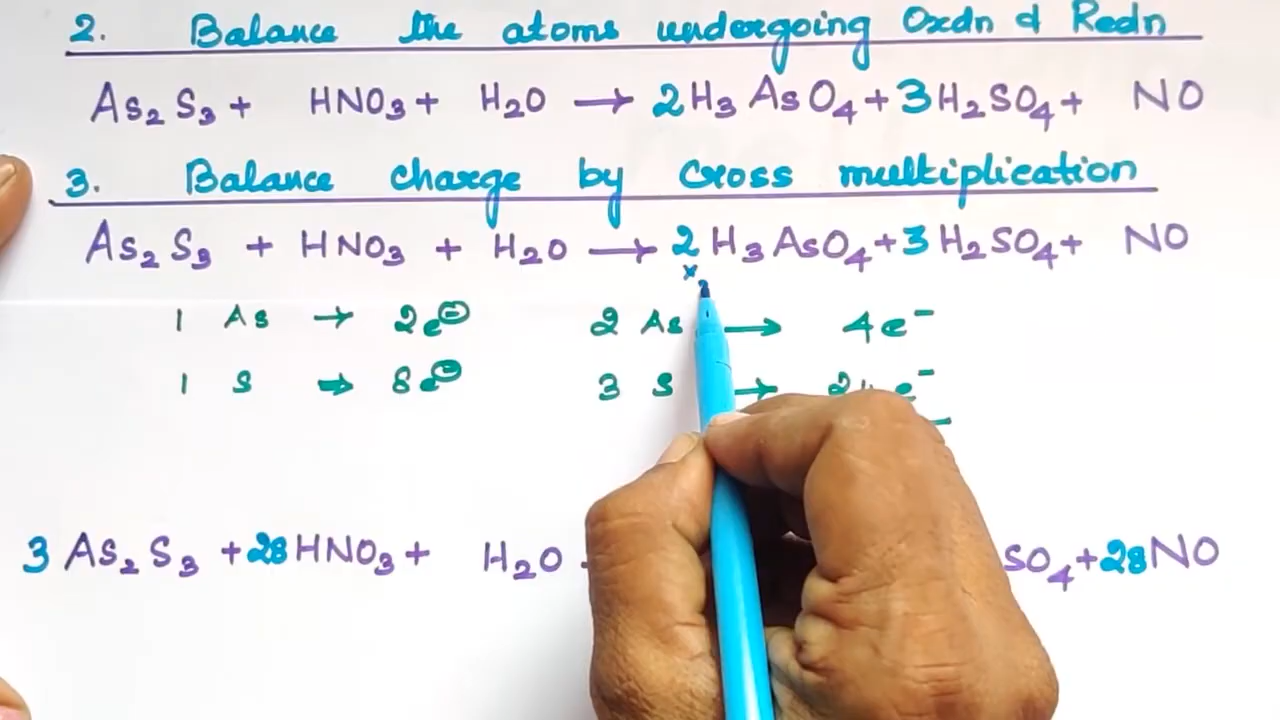 2. Balance the atoms undergoing Oxdn & Redn
As₂S₃ + HNO₃ + H₂O → 2H₃AsO₄ + 3H₂SO₄ + NO
3. Balance charge by cross multiplication
As₂S₃ + HNO₃ + H₂O → 2H₃AsO₄ + 3H₂SO₄ + NO
×
1 As → 2e⊖ 2 As → 4e⁻
1 S → 8e⊖ 3 S → 24e⁻
3As₂S₃ + 28HNO₃ + H₂O SO₄ + 28NO